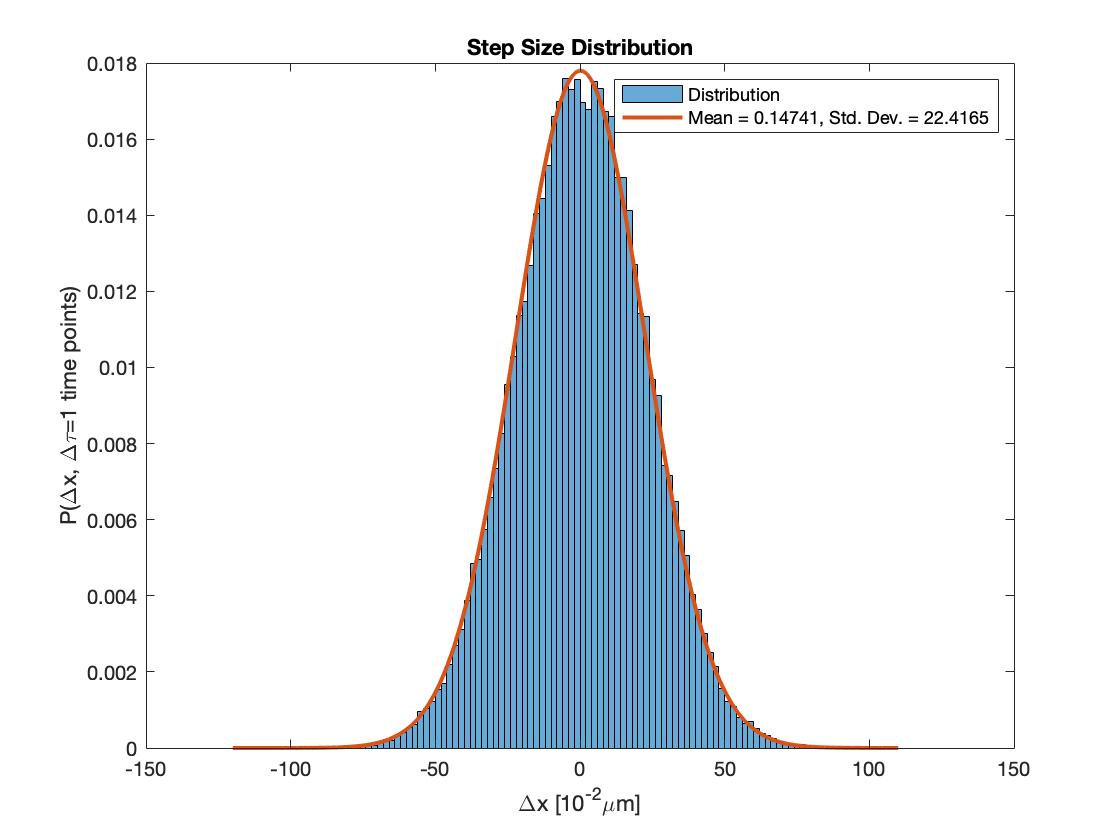 Step Size Distribution
Distribution
Mean = 0.14741, Std. Dev. = 22.4165
P(Δx, Δτ=1 time points)
0.018
0.016
0.014
0.012
0.01
0.008
0.006
0.004
0.002
0
-150 -100 -50 0 50 100 150
Δx [10⁻²μm]